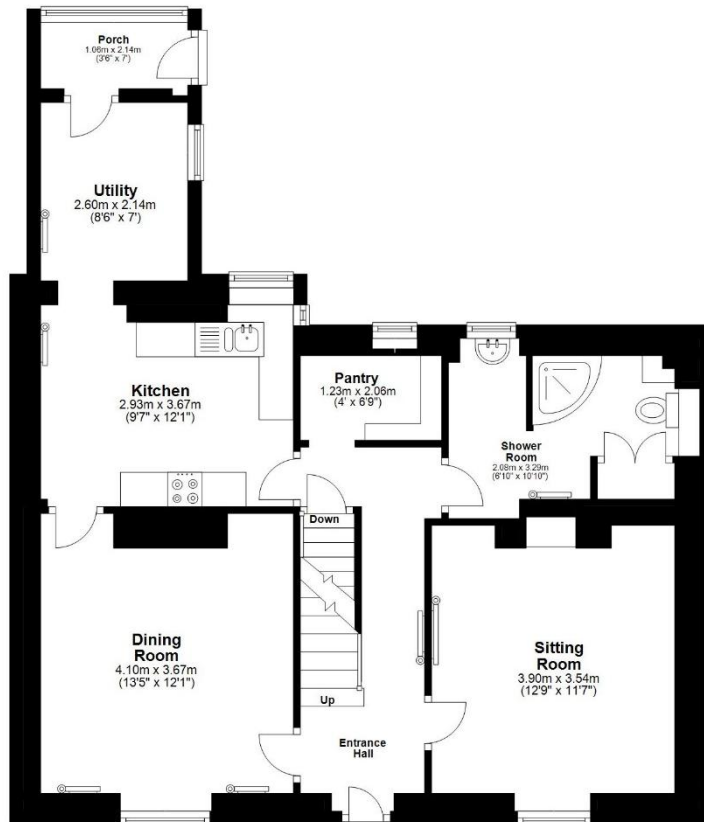 Porch
1.06m x 2.14m
(3'6" x 7')
Utility
2.60m x 2.14m
(8'6" x 7')
Kitchen
2.93m x 3.67m
(9'7" x 12'1")
Pantry
1.23m x 2.06m
(4' x 6'9")
Shower
Room
2.08m x 3.29m
(6'10" x 10'10")
Down
Dining
Room
4.10m x 3.67m
(13'5" x 12'1")
Up
Entrance
Hall
Sitting
Room
3.90m x 3.54m
(12'9" x 11'7")